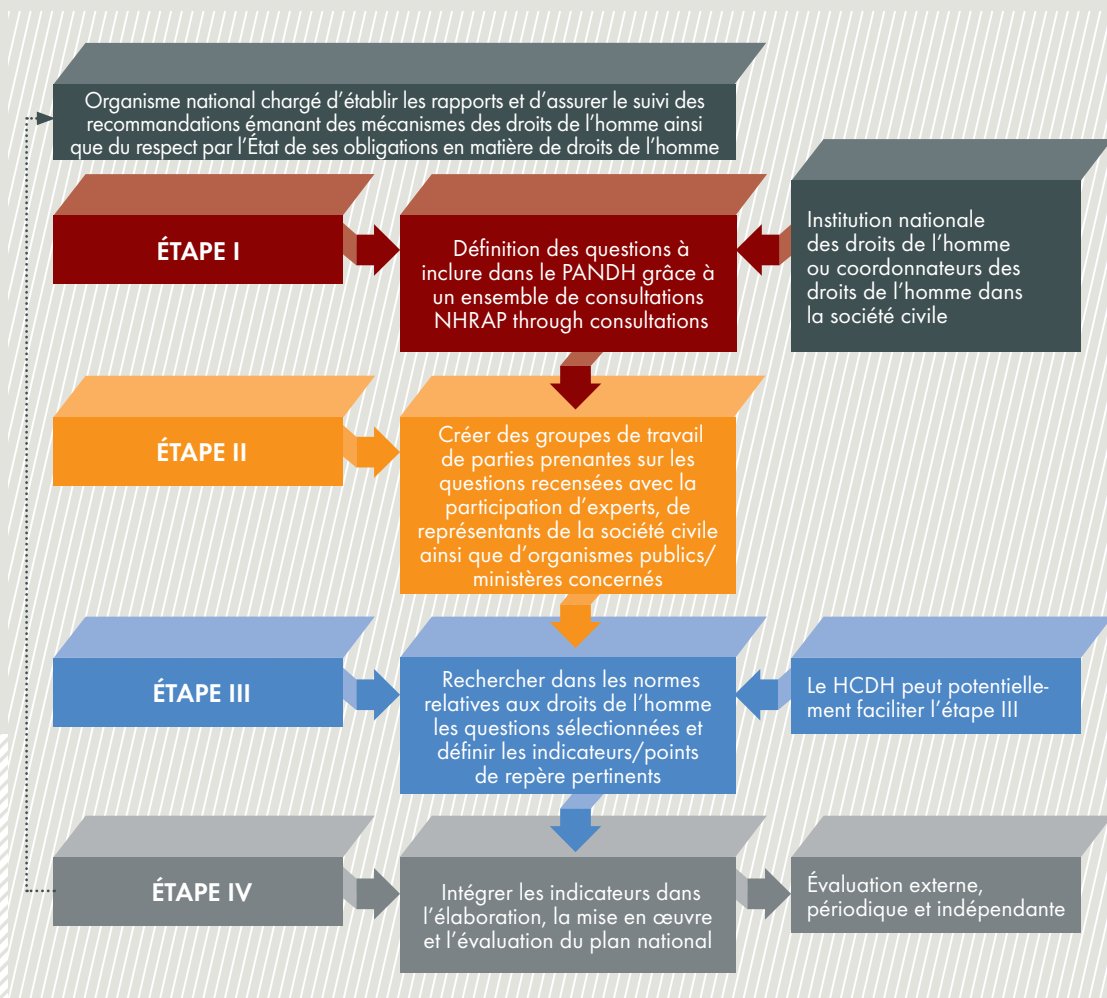 Organisme national chargé d'établir les rapports et d'assurer le suivi des
recommandations émanant des mécanismes des droits de l'homme ainsi
que du respect par l'État de ses obligations en matière de droits de l'homme
ÉTAPE I
Définition des questions à
inclure dans le PANDH grâce à
un ensemble de consultations
NHRAP through consultations
Institution nationale
des droits de l'homme
ou coordonnateurs des
droits de l'homme dans
la société civile
ÉTAPE II
Créer des groupes de travail
de parties prenantes sur les
questions recensées avec la
participation d'experts, de
représentants de la société civile
ainsi que d'organismes publics/
ministères concernés
ÉTAPE III
Rechercher dans les normes
relatives aux droits de l'homme
les questions sélectionnées et
définir les indicateurs/points
de repère pertinents
Le HCDH peut potentielle-
ment faciliter l'étape III
ÉTAPE IV
Intégrer les indicateurs dans
l'élaboration, la mise en œuvre
et l'évaluation du plan national
Évaluation externe,
périodique et indépendante